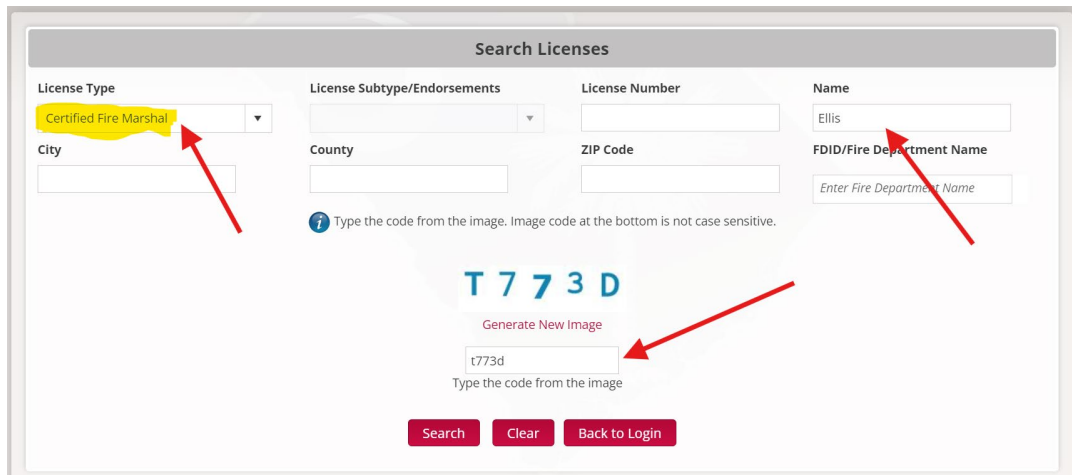 Search Licenses
License Type License Subtype/Endorsements License Number Name
Certified Fire Marshal Ellis
City County ZIP Code FDID/Fire Department Name
Enter Fire Department Name
Type the code from the image. Image code at the bottom is not case sensitive.
T 7 7 3 D
Generate New Image
t773d
Type the code from the image
Search Clear Back to Login